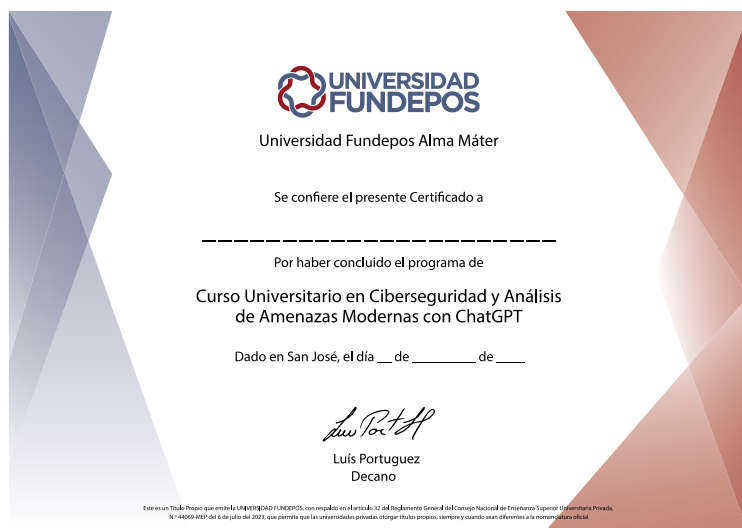 UNIVERSIDAD
FUNDEPOS
Universidad Fundepos Alma Máter
Se confiere el presente Certificado a
_ _ _ _ _ _ _ _ _ _ _ _ _ _ _ _ _ _ _ _ _ _ _
Por haber concluido el programa de
Curso Universitario en Ciberseguridad y Análisis
de Amenazas Modernas con ChatGPT
Dado en San José, el día __ de ________ de ____
Luís Portuguez
Decano
Este es un Título Propio que emite la UNIVERSIDAD FUNDEPOS, con respaldo en el artículo 32 del Reglamento General del Consejo Nacional de Enseñanza Superior Universitaria Privada,
N.º 44069-MEP del 6 de julio del 2023, que permite que las universidades privadas otorgar títulos propios, siempre y cuando sean diferentes a la nomenclatura oficial